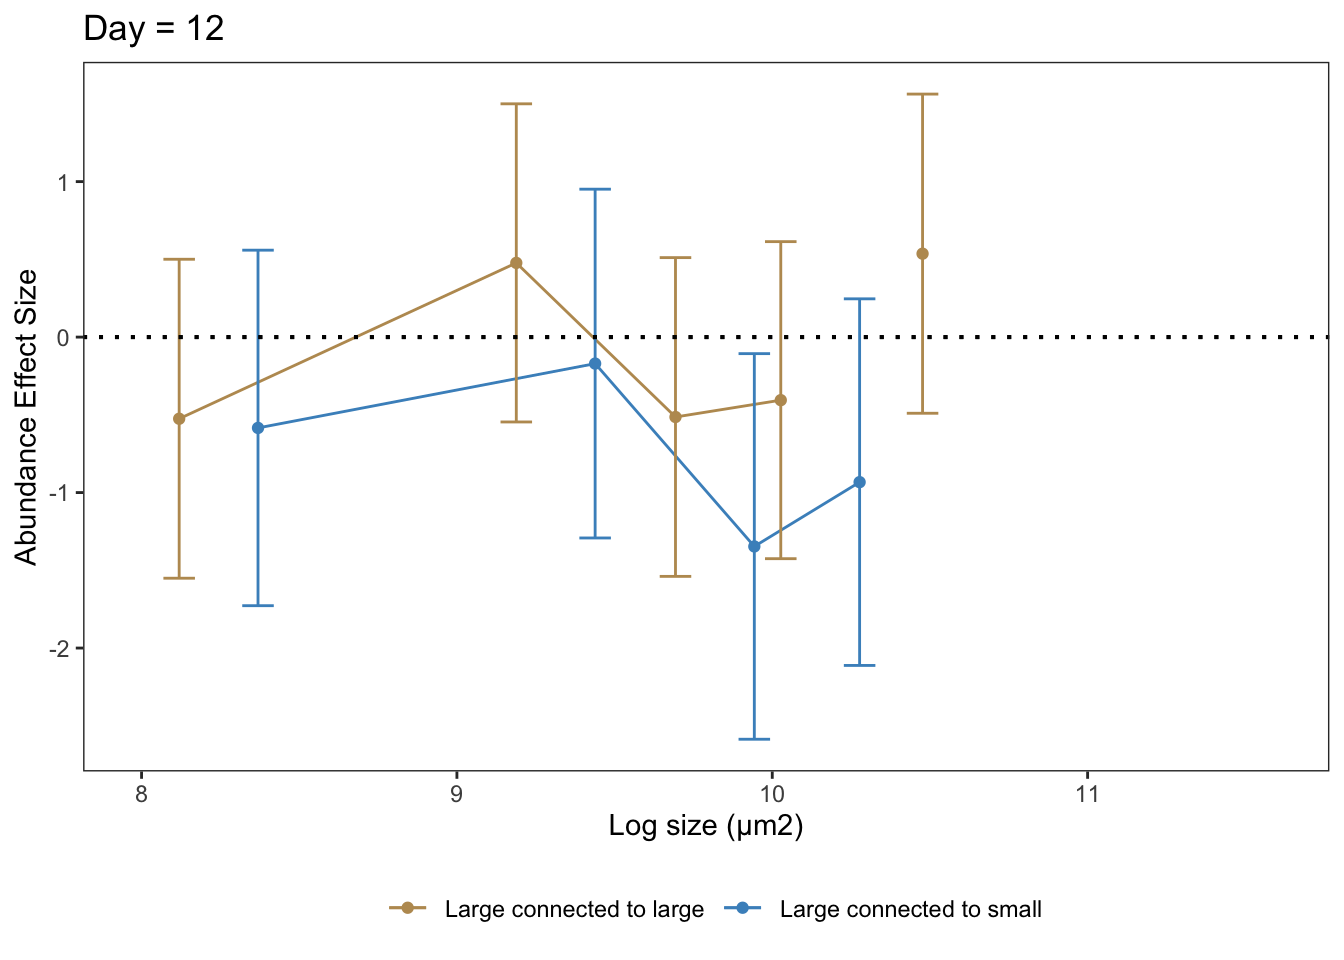 Day = 12
Abundance Effect Size
1
0
-1
-2
8 9 10 11
Log size (μm2)
Large connected to large Large connected to small